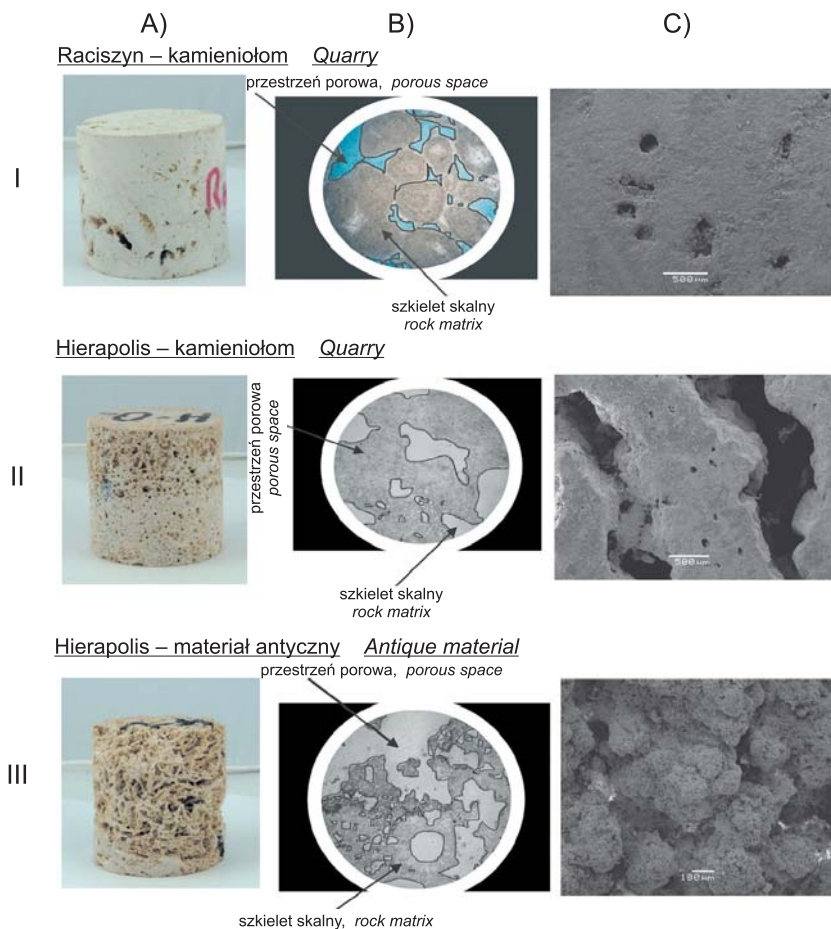 A) B) C)
Raciszyn – kamieniołom Quarry
przestrzeń porowa, porous space
I
500 µm
szkielet skalny
rock matrix
Hierapolis – kamieniołom Quarry
przestrzeń porowa
porous space
II
500 µm
szkielet skalny
rock matrix
Hierapolis – materiał antyczny Antique material
przestrzeń porowa, porous space
III
100 µm
szkielet skalny, rock matrix